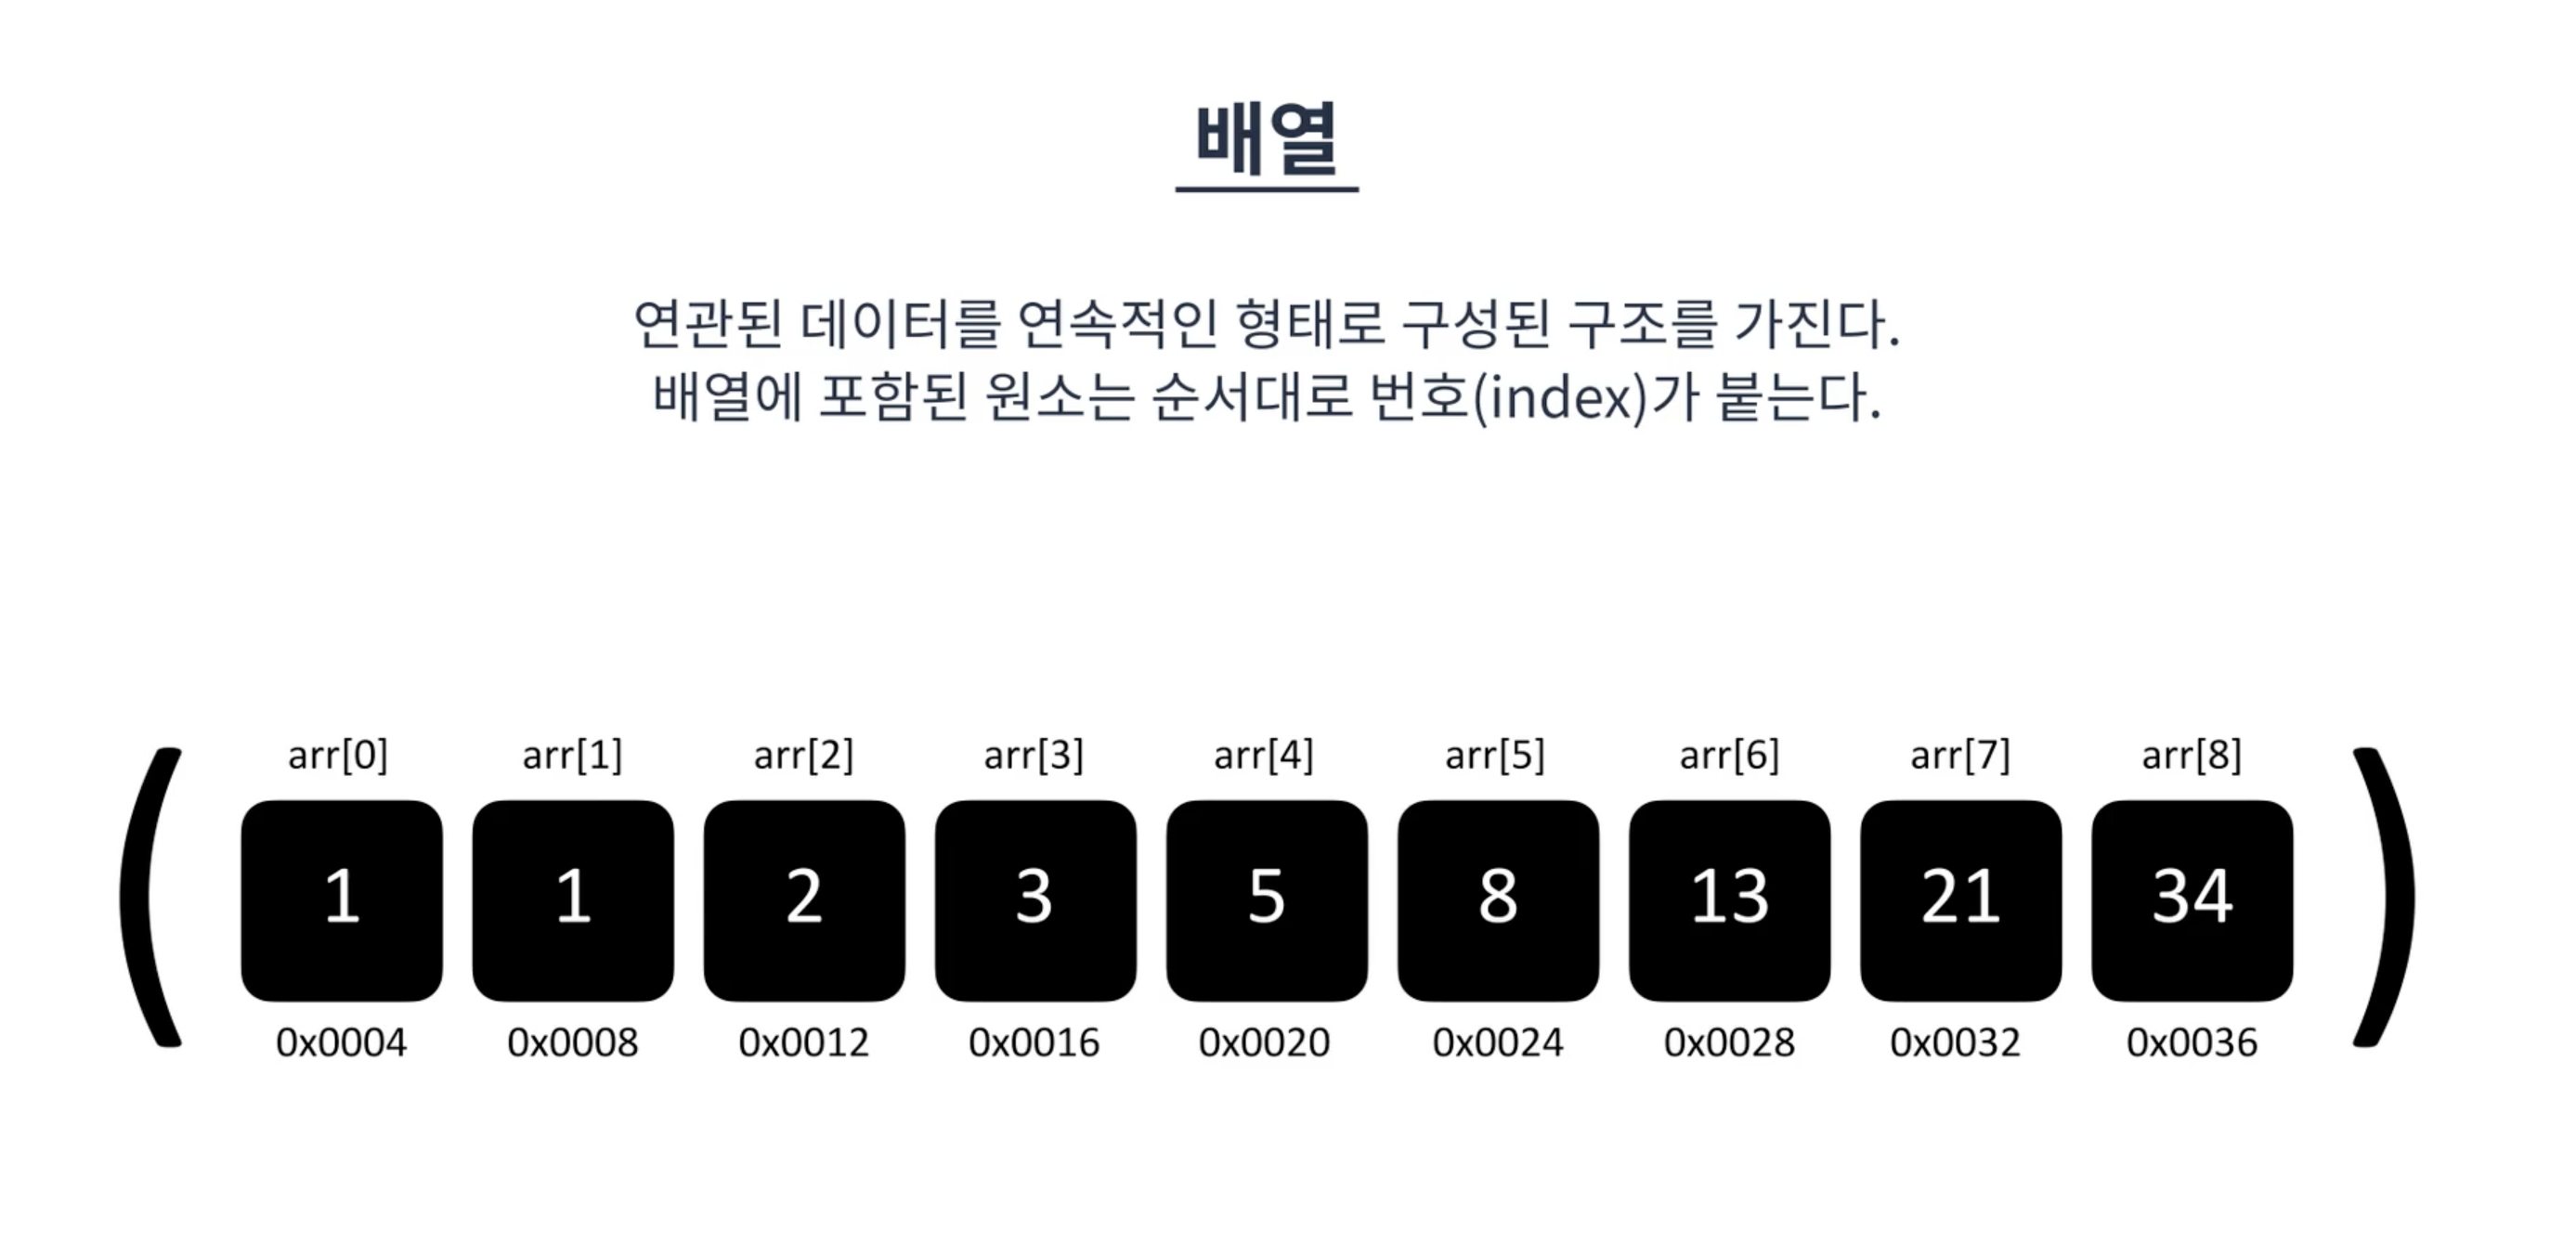 배열
연관된 데이터를 연속적인 형태로 구성된 구조를 가진다.
배열에 포함된 원소는 순서대로 번호(index)가 붙는다.
arr[0] arr[1] arr[2] arr[3] arr[4] arr[5] arr[6] arr[7] arr[8]
( 1 1 2 3 5 8 13 21 34 )
0x0004 0x0008 0x0012 0x0016 0x0020 0x0024 0x0028 0x0032 0x0036